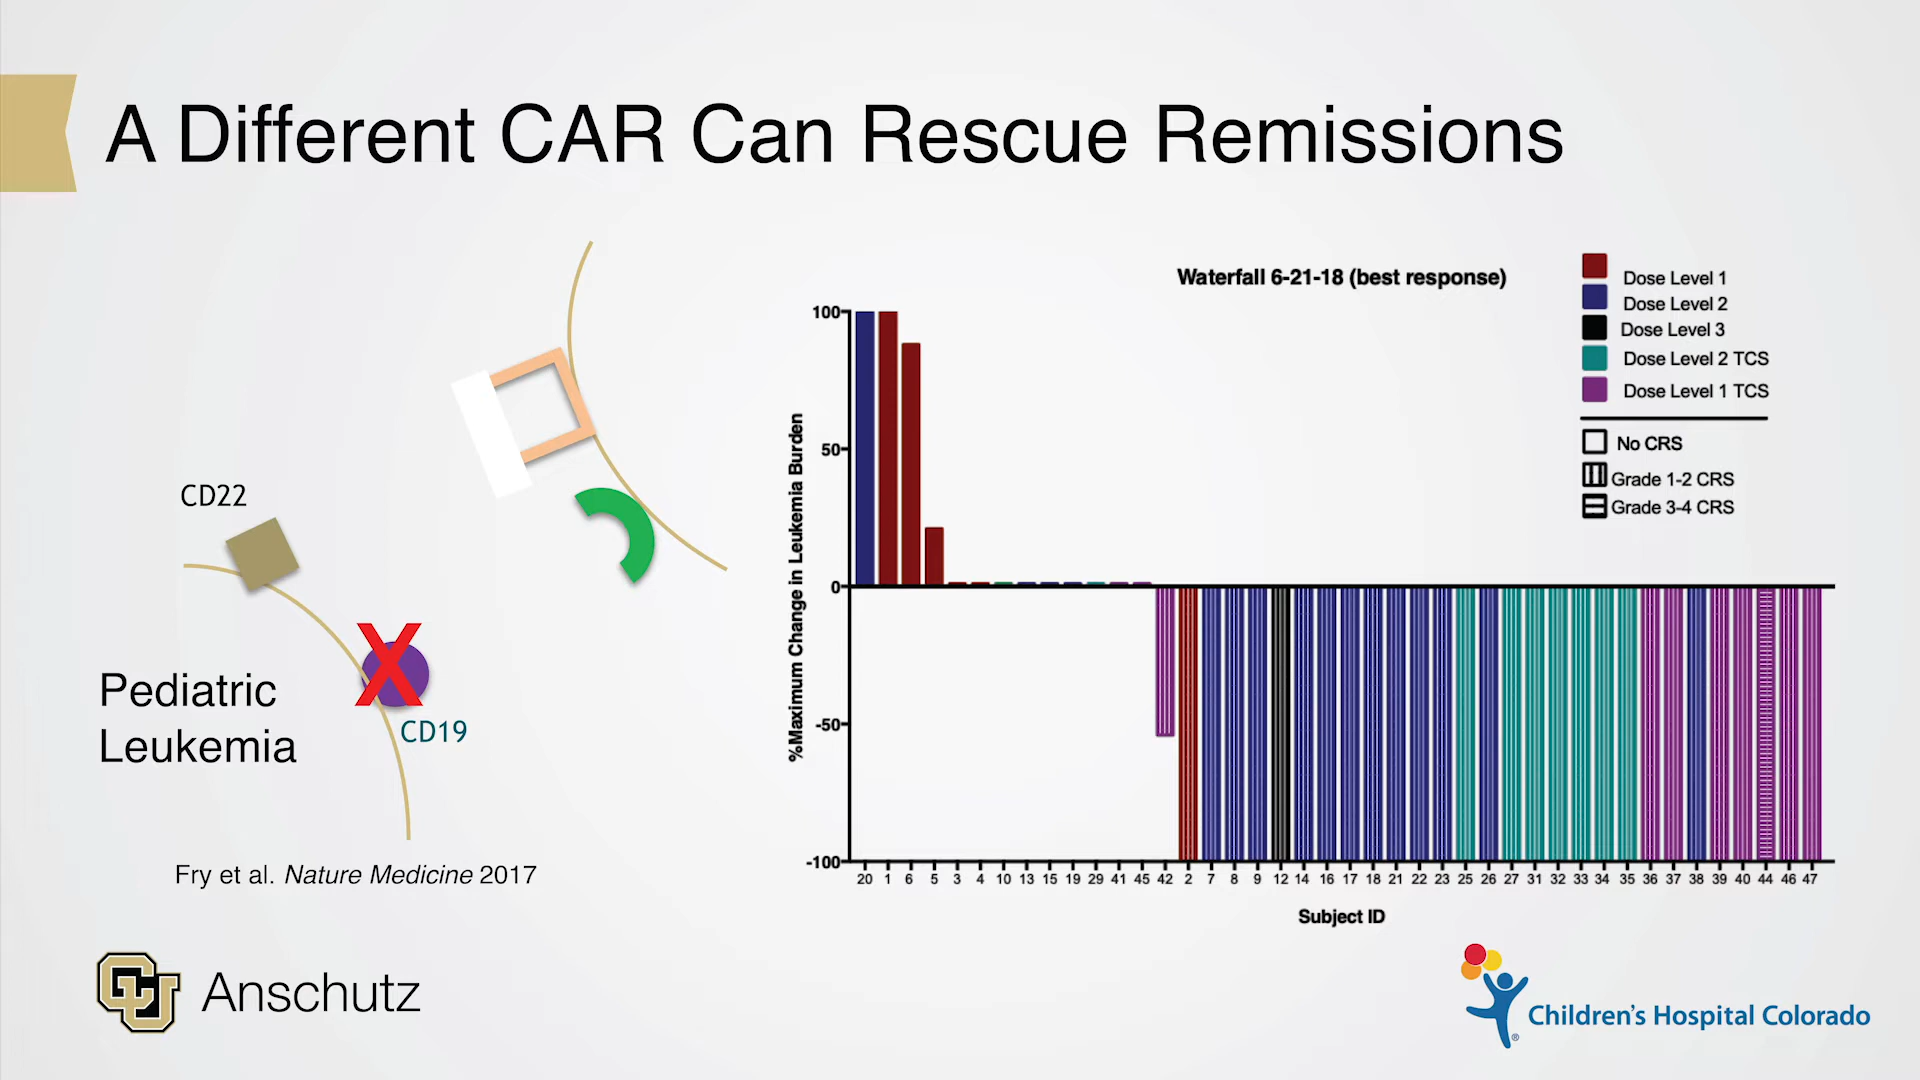 A Different CAR Can Rescue Remissions
CD22
X
CD19
Pediatric
Leukemia
Fry et al. Nature Medicine 2017
Waterfall 6-21-18 (best response)
Dose Level 1
Dose Level 2
Dose Level 3
Dose Level 2 TCS
Dose Level 1 TCS
No CRS
Grade 1-2 CRS
Grade 3-4 CRS
%Maximum Change in Leukemia Burden
100
50
0
-50
-100
20 1 6 5 3 4 10 13 15 19 29 41 45 42 2 7 8 9 12 14 16 17 18 21 22 23 25 26 27 31 32 33 34 35 36 37 38 39 40 44 46 47
Subject ID
CU Anschutz
Children's Hospital Colorado
®